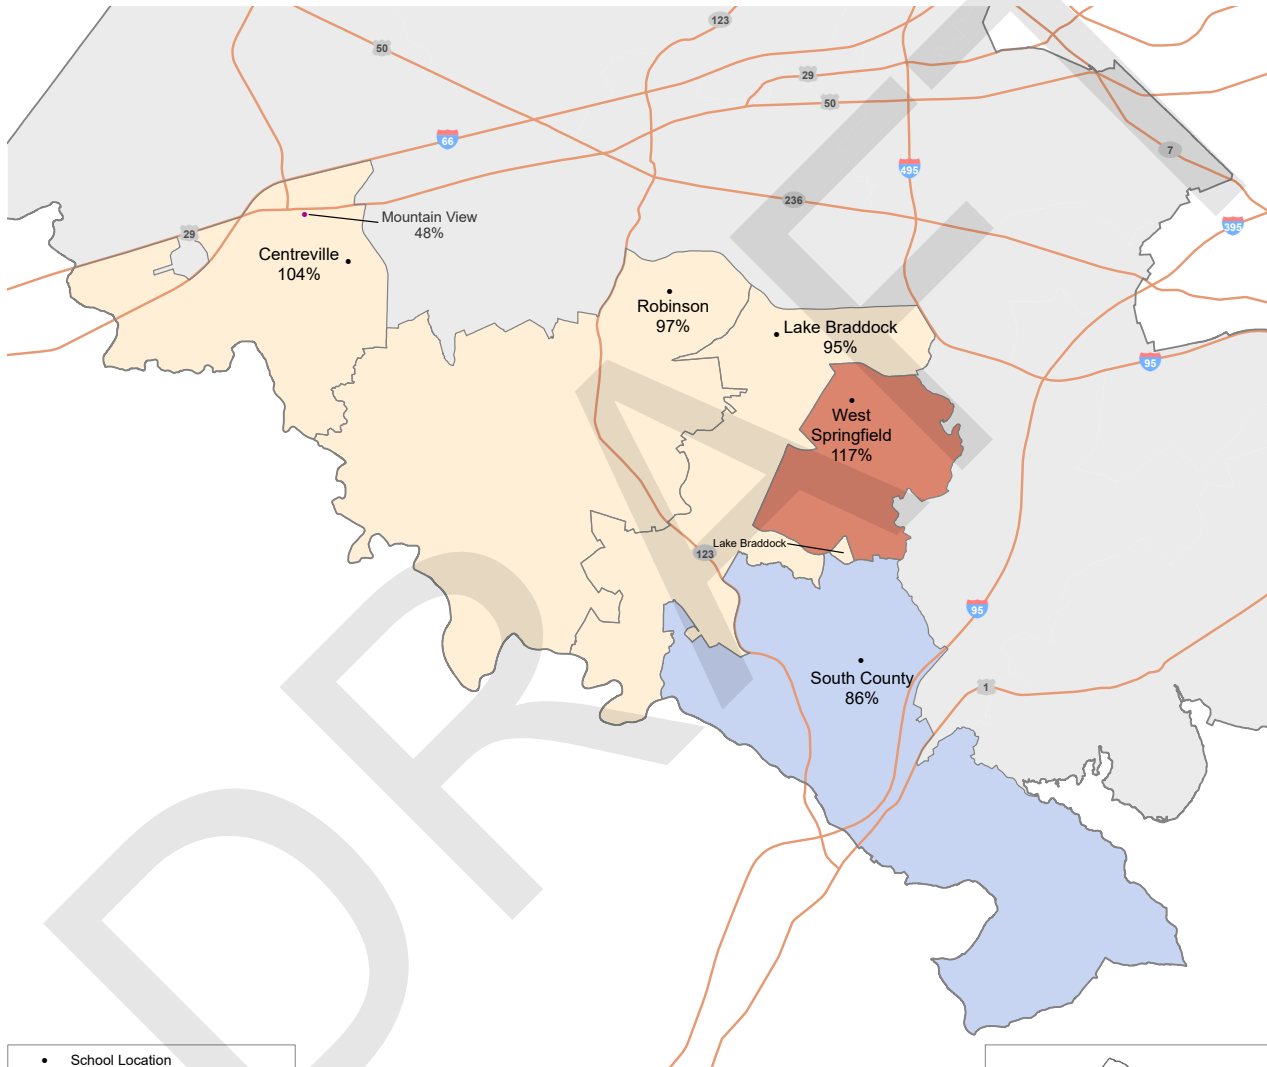 123
50
29
50
66
7
495
236
Mountain View
48%
395
29
Centreville
104%
Robinson
97%
Lake Braddock
95%
95
West
Springfield
117%
Lake Braddock
123
95
South County
86%
1
School Location
DRAFT